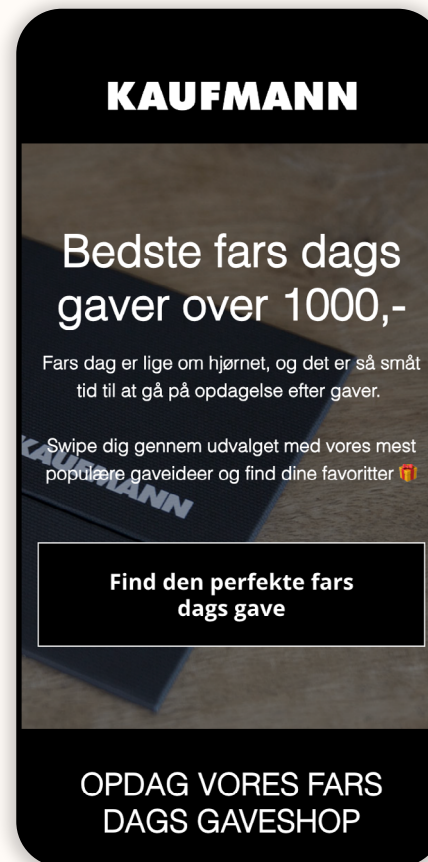 KAUFMANN
Bedste fars dags
gaver over 1000,-
Fars dag er lige om hjørnet, og det er så småt
tid til at gå på opdagelse efter gaver.
Swipe dig gennem udvalget med vores mest
populære gaveideer og find dine favoritter 🎁
KAUFMANN
Find den perfekte fars
dags gave
OPDAG VORES FARS
DAGS GAVESHOP